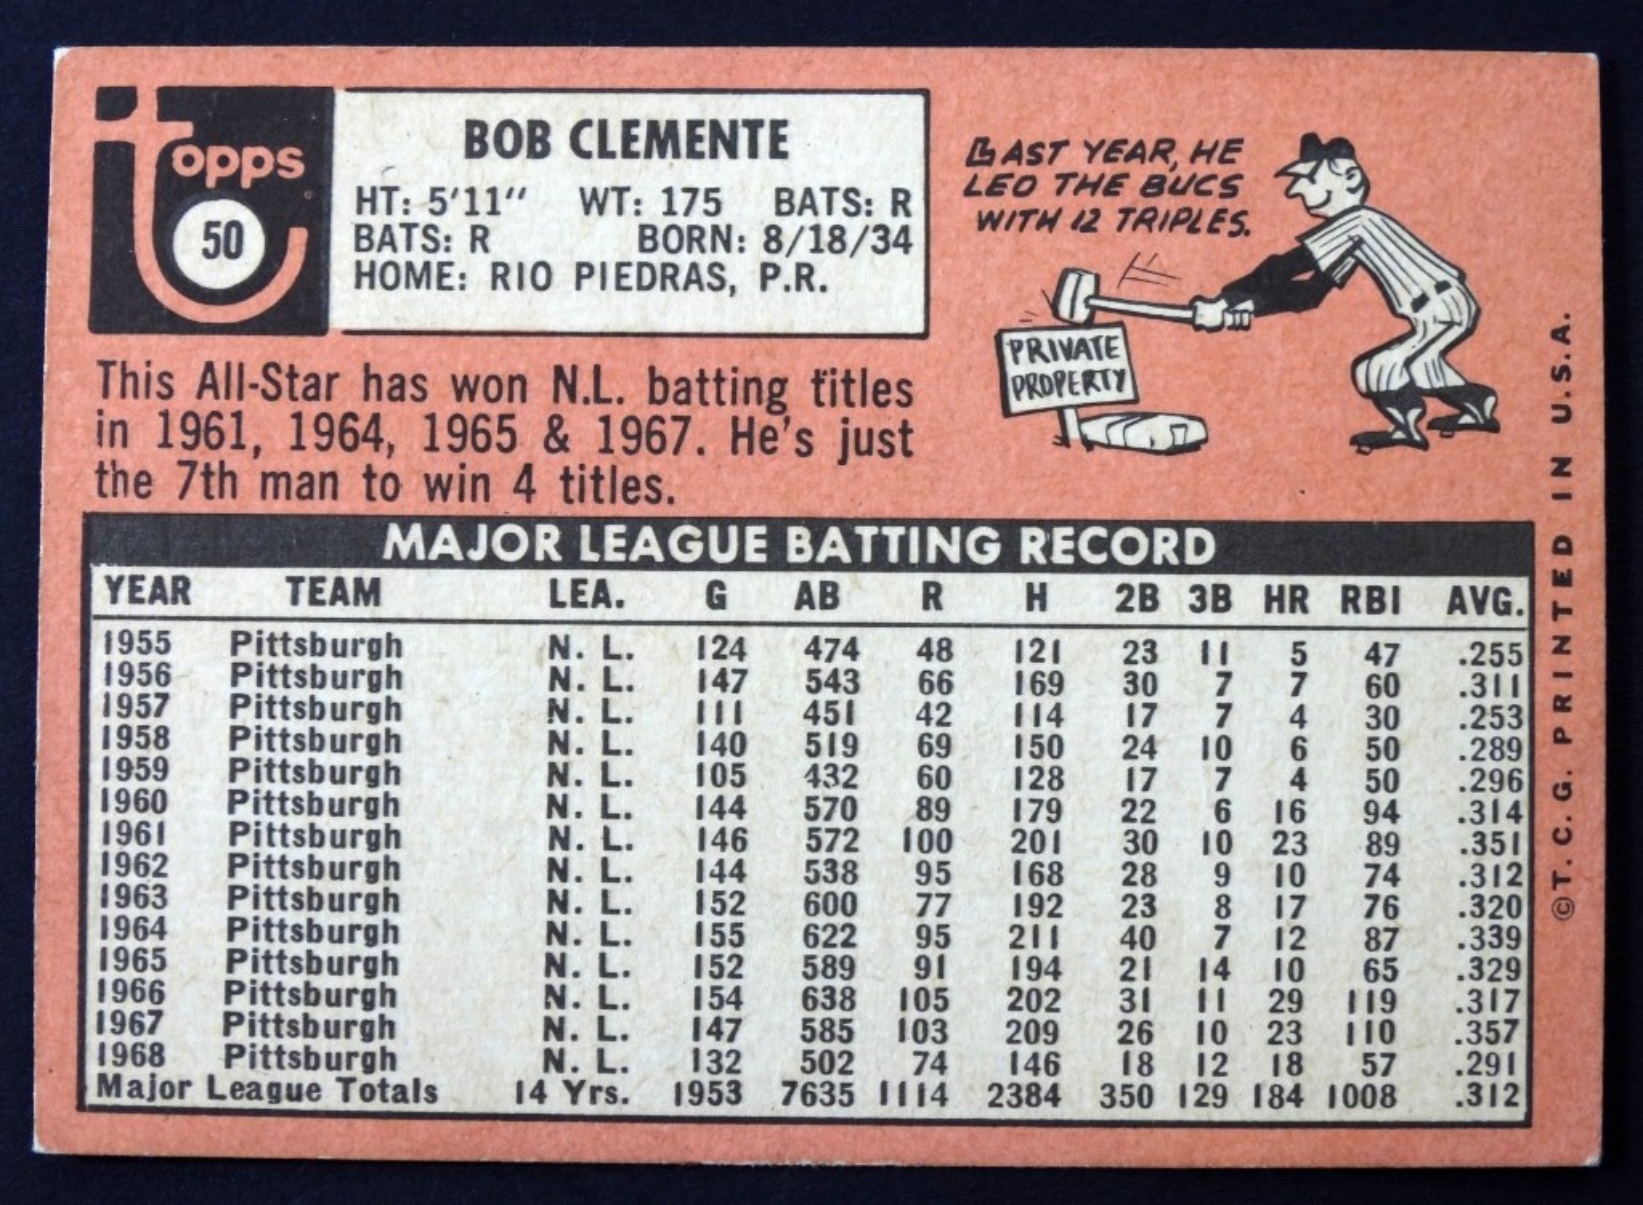 topps
50
BOB CLEMENTE
HT: 5'11" WT: 175 BATS: R
BATS: R BORN: 8/18/34
HOME: RIO PIEDRAS, P.R.
LAST YEAR, HE
LED THE BUCS
WITH 12 TRIPLES.
PRIVATE
PROPERTY
This All-Star has won N.L. batting titles
in 1961, 1964, 1965 & 1967. He's just
the 7th man to win 4 titles.
MAJOR LEAGUE BATTING RECORD
YEAR TEAM LEA. G AB R H 2B 3B HR RBI AVG.
1955 Pittsburgh N. L. 124 474 48 121 23 11 5 47 .255
1956 Pittsburgh N. L. 147 543 66 169 30 7 7 60 .311
1957 Pittsburgh N. L. 111 451 42 114 17 7 4 30 .253
1958 Pittsburgh N. L. 140 519 69 150 24 10 6 50 .289
1959 Pittsburgh N. L. 105 432 60 128 17 7 4 50 .296
1960 Pittsburgh N. L. 144 570 89 179 22 6 16 94 .314
1961 Pittsburgh N. L. 146 572 100 201 30 10 23 89 .351
1962 Pittsburgh N. L. 144 538 95 168 28 9 10 74 .312
1963 Pittsburgh N. L. 152 600 77 192 23 8 17 76 .320
1964 Pittsburgh N. L. 155 622 95 211 40 7 12 87 .339
1965 Pittsburgh N. L. 152 589 91 194 21 14 10 65 .329
1966 Pittsburgh N. L. 154 638 105 202 31 11 29 119 .317
1967 Pittsburgh N. L. 147 585 103 209 26 10 23 110 .357
1968 Pittsburgh N. L. 132 502 74 146 18 12 18 57 .291
Major League Totals 14 Yrs. 1953 7635 1114 2384 350 129 184 1008 .312
©T. C. G. PRINTED IN U.S.A.